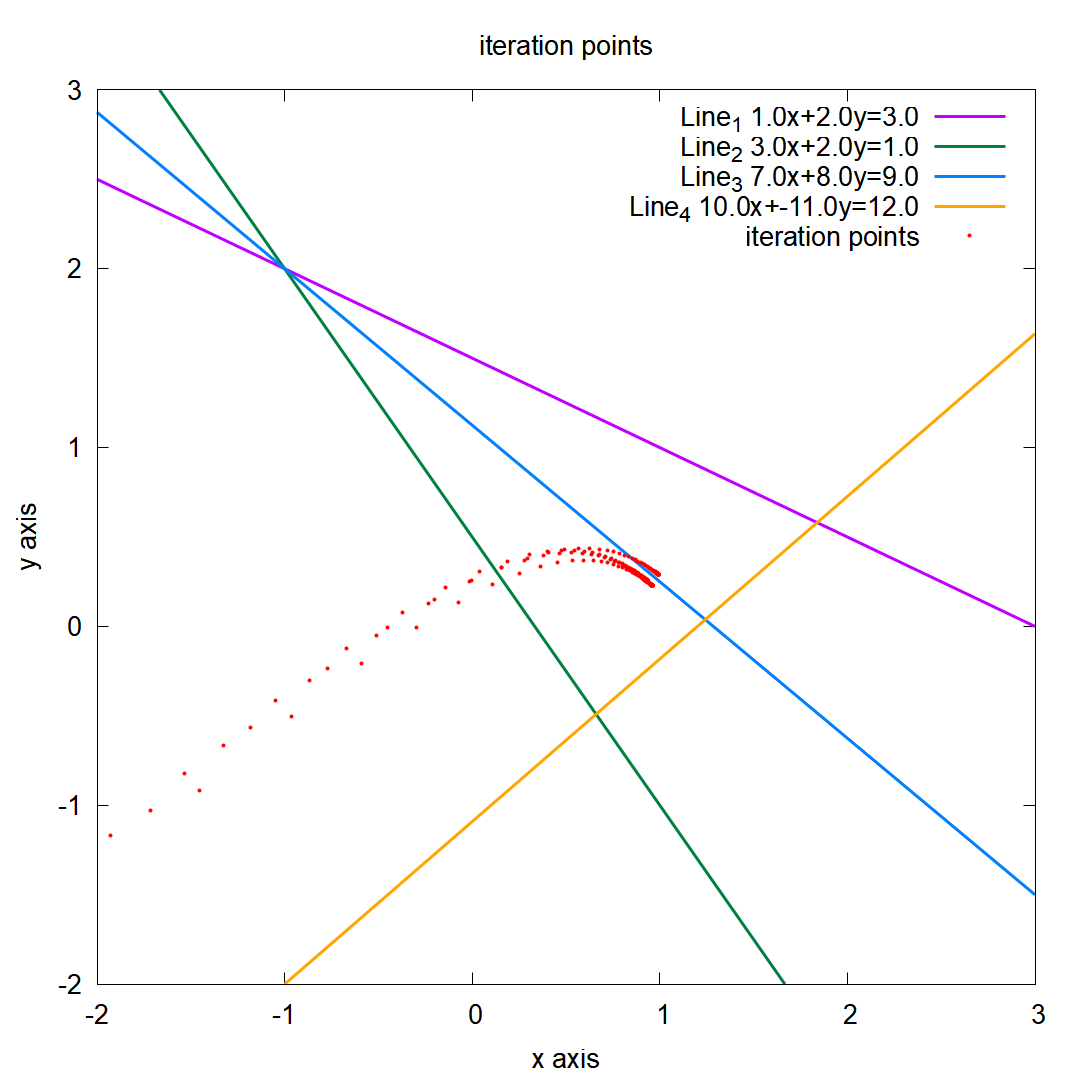 iteration points
Line1 1.0x+2.0y=3.0
Line2 3.0x+2.0y=1.0
Line3 7.0x+8.0y=9.0
Line4 10.0x+-11.0y=12.0
iteration points
3
2
1
0
-1
-2
y axis
-2 -1 0 1 2 3
x axis